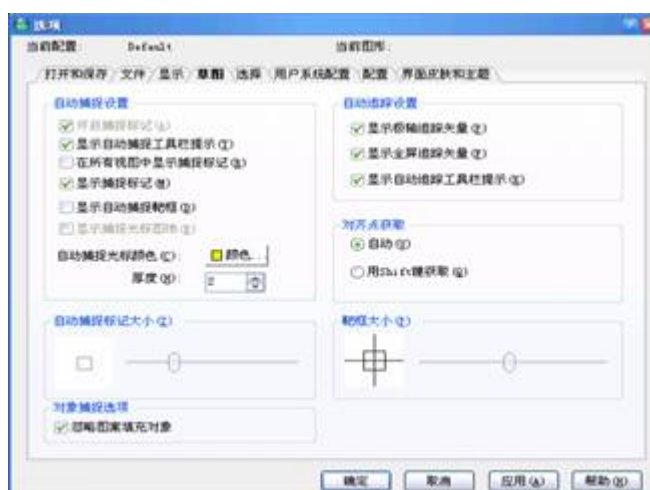 选项
当前配置: Default 当前图形:
打开和保存 文件 显示 草图 选择 用户系统配置 配置 界面皮肤和主题
自动捕捉设置
开启捕捉标记(A)
显示自动捕捉工具栏提示(T)
在所有视图中显示捕捉标记(S)
显示捕捉标记(M)
显示自动捕捉靶框(D)
显示捕捉光标图标(I)
自动捕捉光标颜色(C): 颜色...
厚度(H): 2
自动追踪设置
显示极轴追踪矢量(P)
显示全屏追踪矢量(F)
显示自动追踪工具栏提示(K)
对齐点获取
自动(O)
用Shift键获取(Q)
自动捕捉标记大小(Z)
靶框大小(E)
对象捕捉选项
忽略图案填充对象
确定 取消 应用(A) 帮助(H)